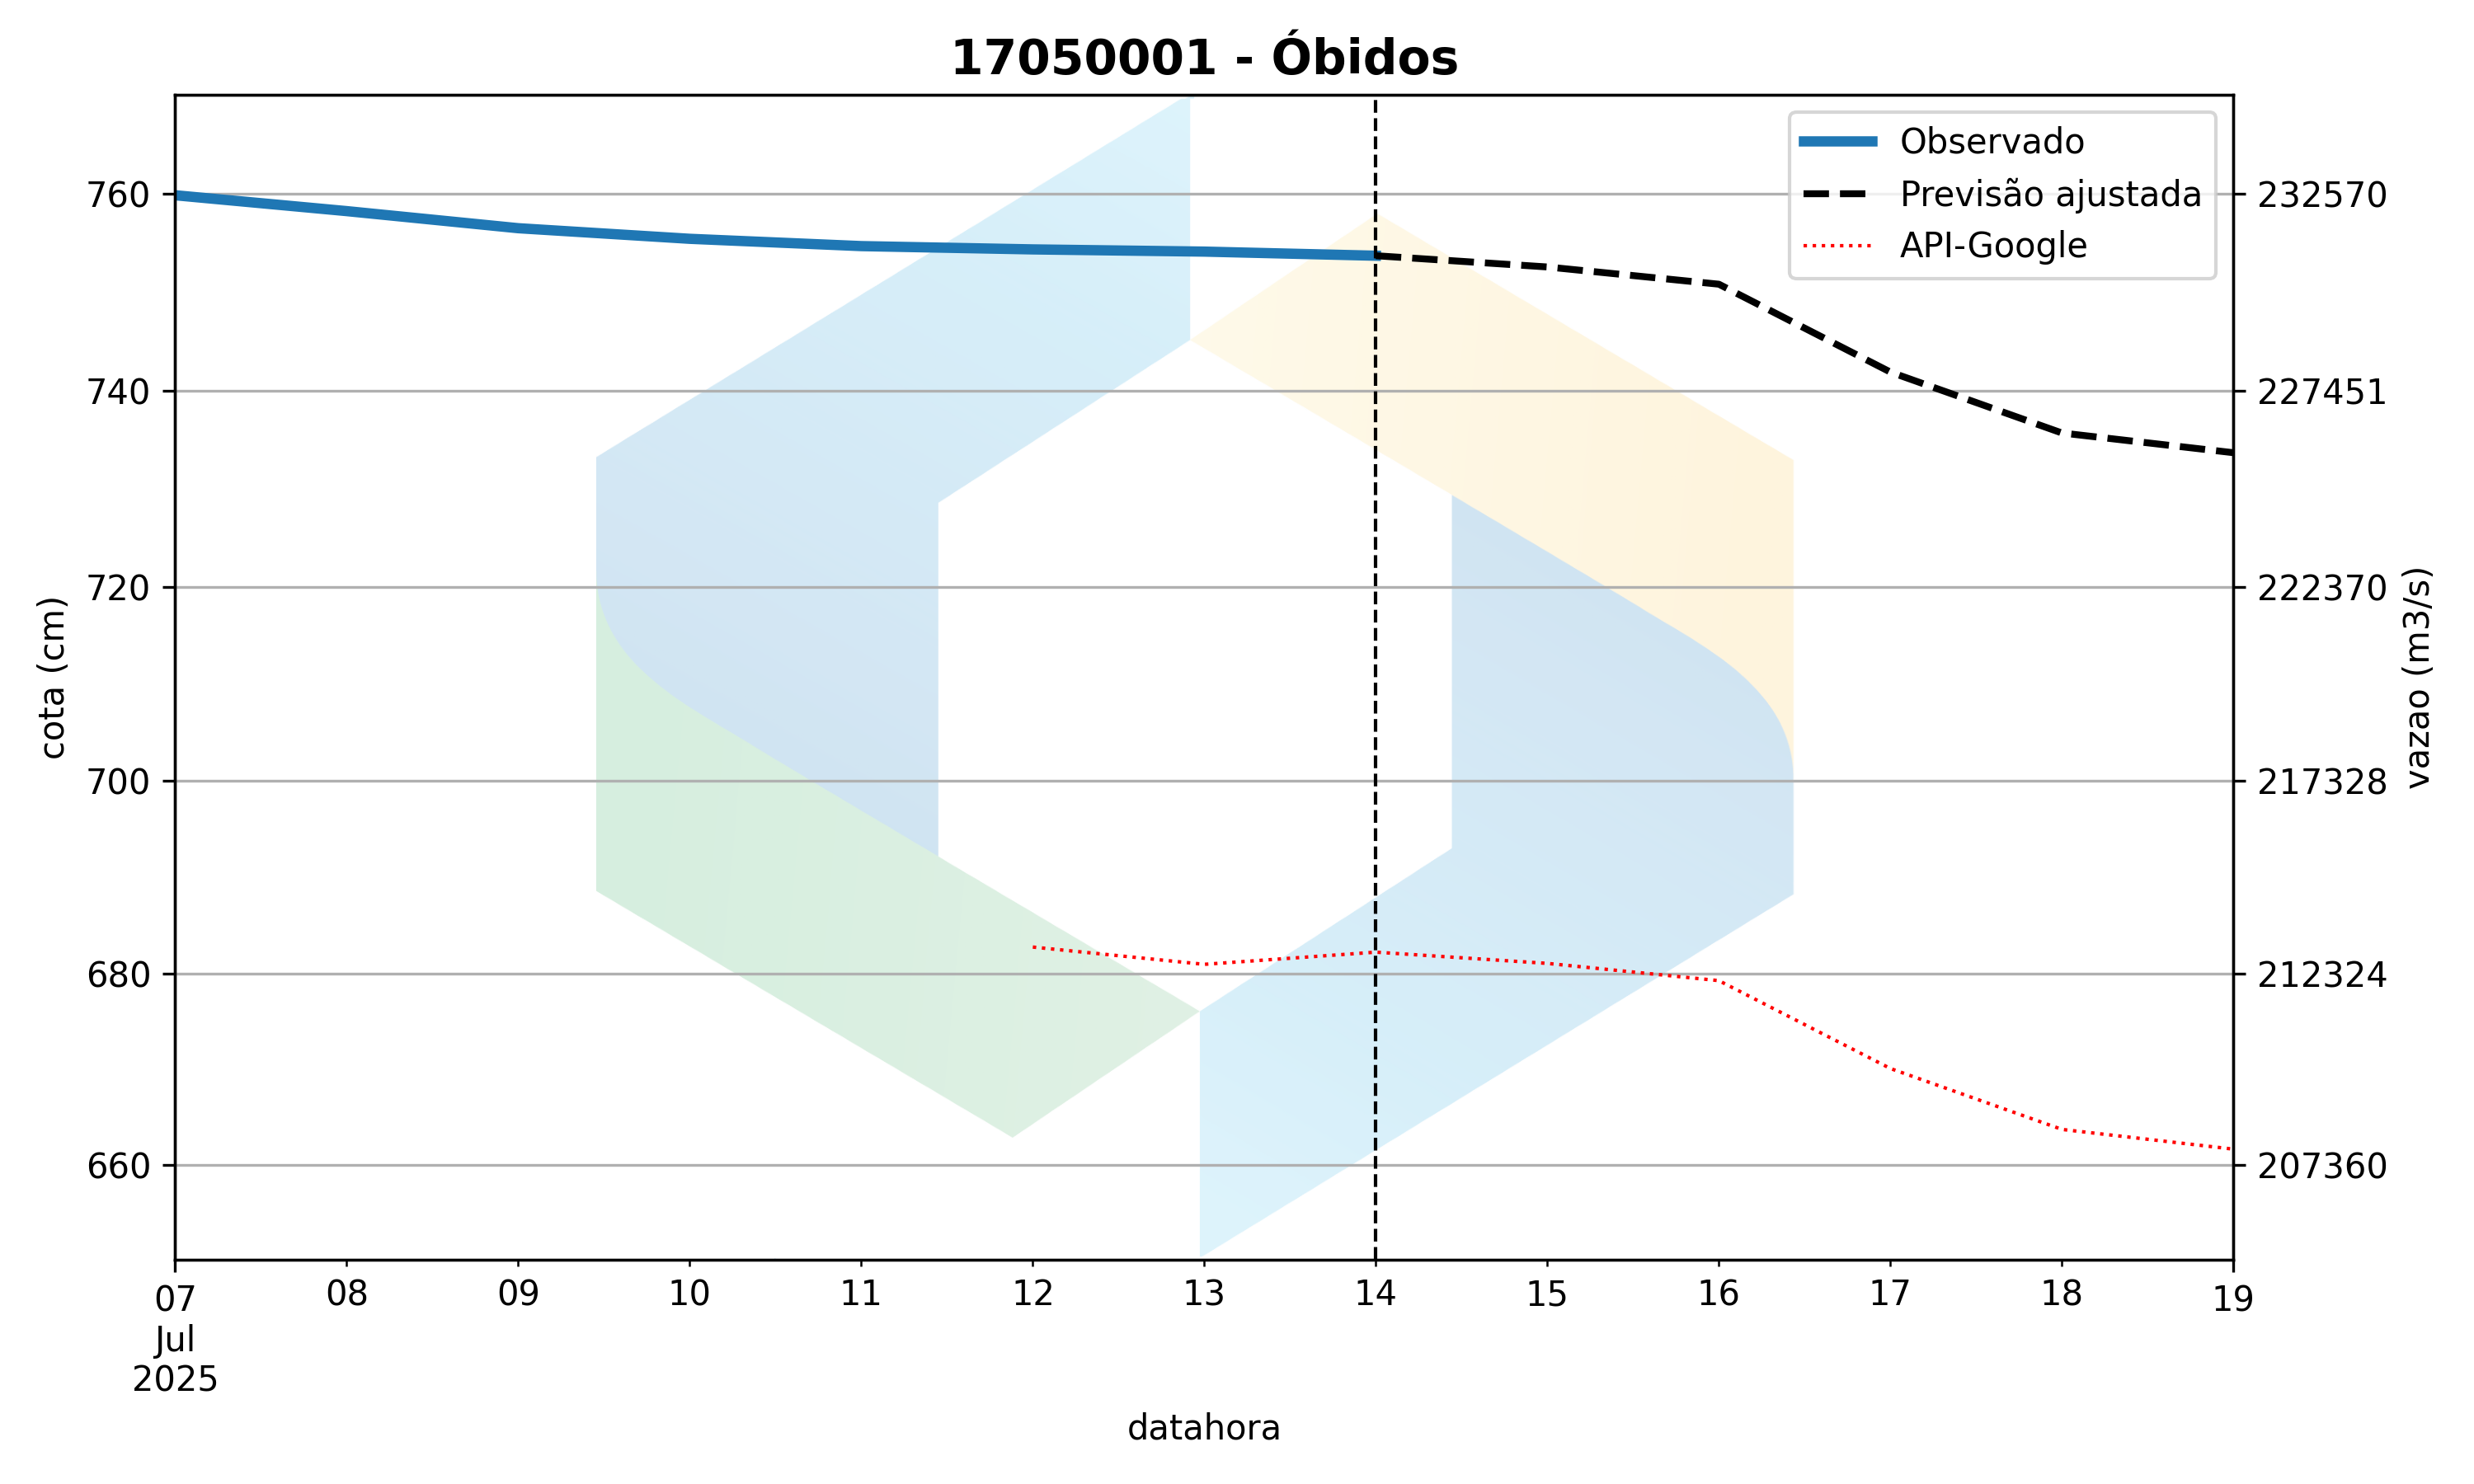 17050001 - Óbidos
Observado
Previsão ajustada
API-Google
760
740
720
700
680
660
cota (cm)
232570
227451
222370
217328
212324
207360
vazao (m3/s)
07 08 09 10 11 12 13 14 15 16 17 18 19
Jul
2025
datahora